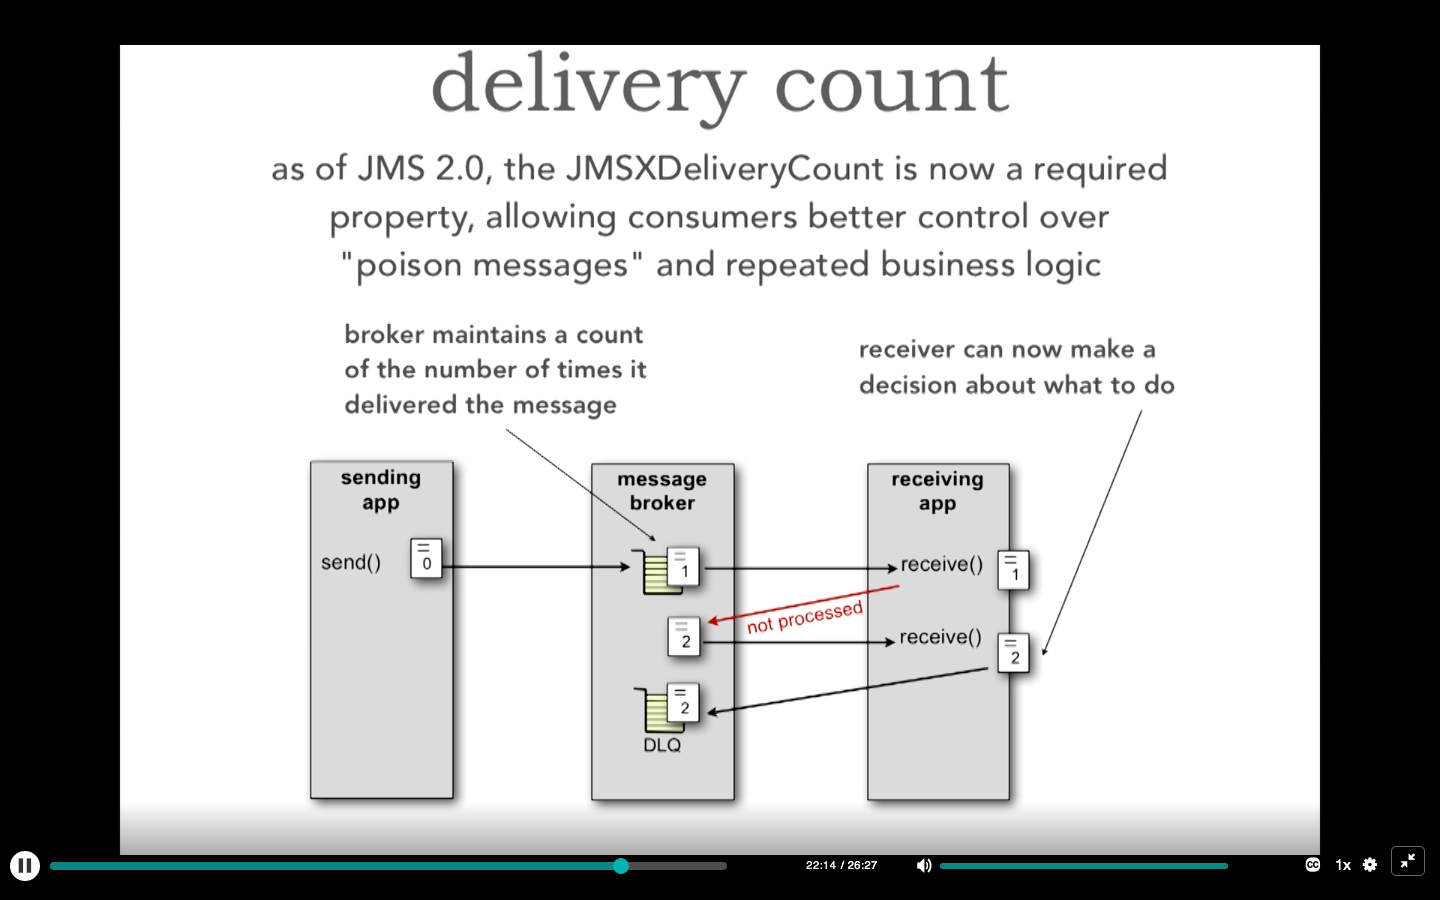 delivery count
as of JMS 2.0, the JMSXDeliveryCount is now a required
property, allowing consumers better control over
"poison messages" and repeated business logic
broker maintains a count
of the number of times it
delivered the message
receiver can now make a
decision about what to do
sending
app
message
broker
receiving
app
send()
0
1
receive()
1
not processed
2
receive()
2
2
DLQ
22:14 / 26:27
CC
1x